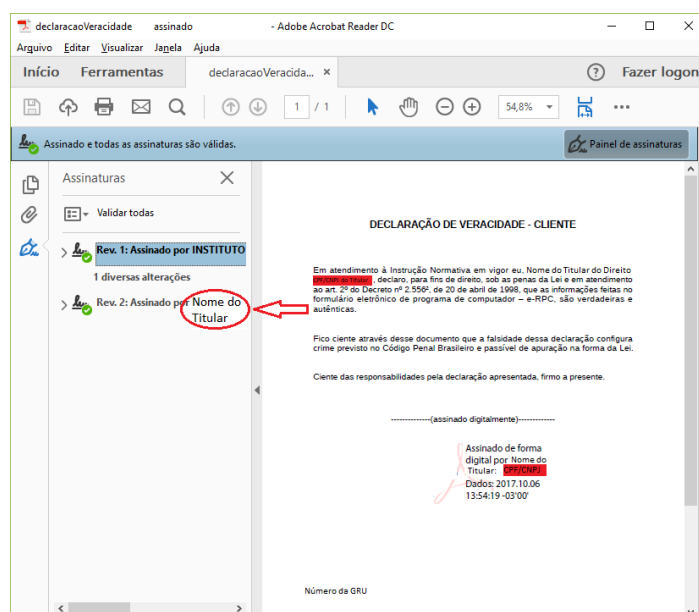 declaracaoVeracidade assinado - Adobe Acrobat Reader DC
Arquivo Editar Visualizar Janela Ajuda
Início Ferramentas declaracaoVeracida... × ? Fazer logon
1 / 1 54,8%
Assinado e todas as assinaturas são válidas. Painel de assinaturas
Assinaturas
Validar todas
Rev. 1: Assinado por INSTITUTO
1 diversas alterações
Rev. 2: Assinado por Nome do
Titular
DECLARAÇÃO DE VERACIDADE - CLIENTE
Em atendimento à Instrução Normativa em vigor eu, Nome do Titular do Direito
CPF/CNPJ do Titular , declaro, para fins de direito, sob as penas da Lei e em atendimento
ao art. 2º do Decreto nº 2.556², de 20 de abril de 1998, que as informações feitas no
formulário eletrônico de programa de computador – e-RPC, são verdadeiras e
autênticas.
Fico ciente através desse documento que a falsidade dessa declaração configura
crime previsto no Código Penal Brasileiro e passível de apuração na forma da Lei.
Ciente das responsabilidades pela declaração apresentada, firmo a presente.
-------------(assinado digitalmente)------------
Assinado de forma
digital por Nome do
Titular: CPF/CNPJ
Dados: 2017.10.06
13:54:19 -03'00'
Número da GRU